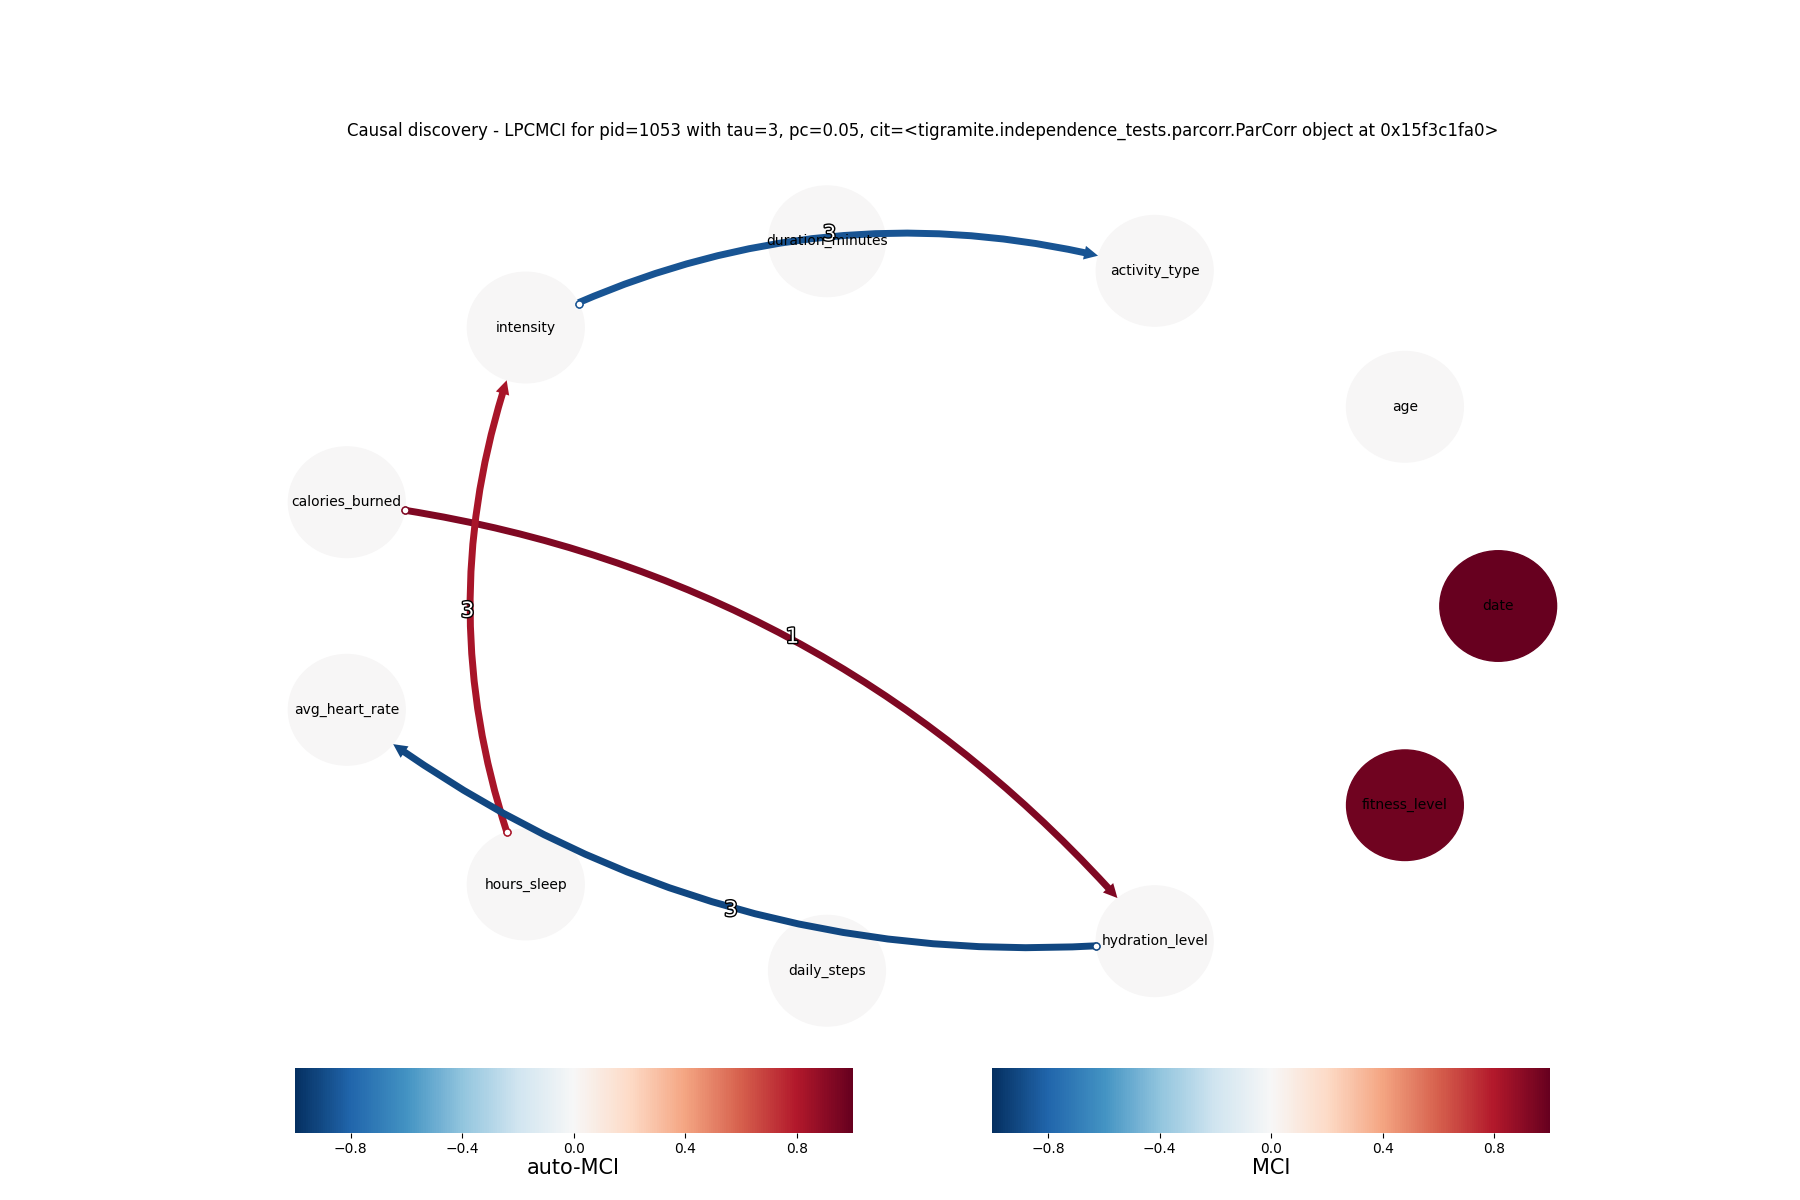 Causal discovery - LPCMCI for pid=1053 with tau=3, pc=0.05, cit=<tigramite.independence_tests.parcorr.ParCorr object at 0x15f3c1fa0>
3
duration_minutes
activity_type
intensity
age
calories_burned
date
3
1
avg_heart_rate
fitness_level
hours_sleep
3
hydration_level
daily_steps
−0.8 −0.4 0.0 0.4 0.8
auto-MCI
−0.8 −0.4 0.0 0.4 0.8
MCI